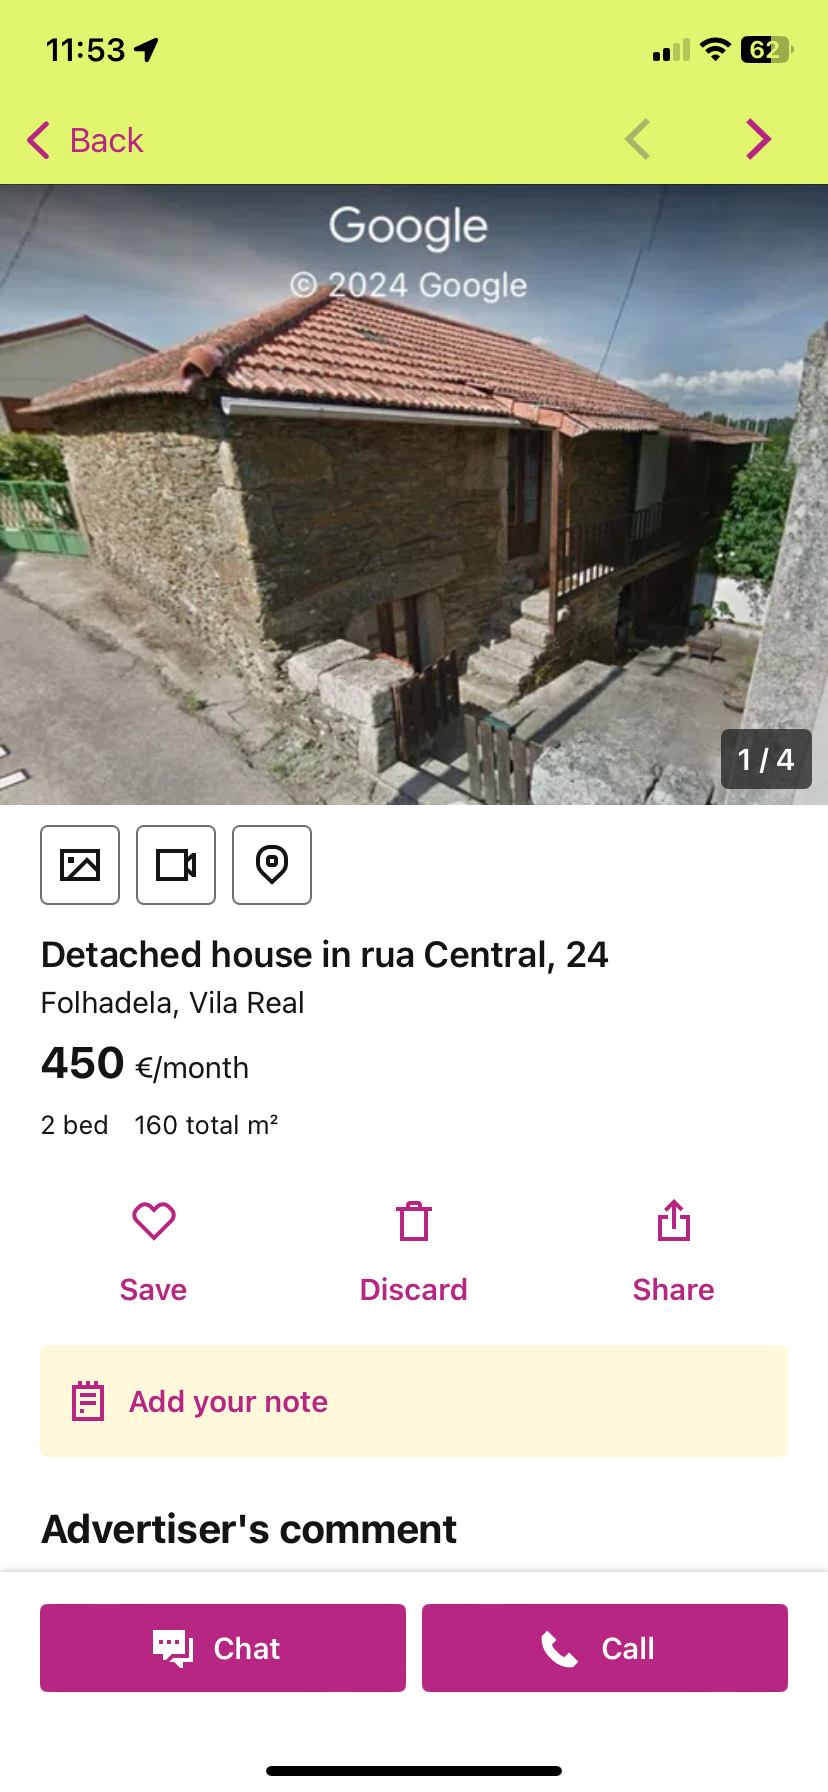 11:53
62
Back
Google
© 2024 Google
1 / 4
Detached house in rua Central, 24
Folhadela, Vila Real
450 €/month
2 bed 160 total m²
Save Discard Share
Add your note
Advertiser's comment
Chat Call